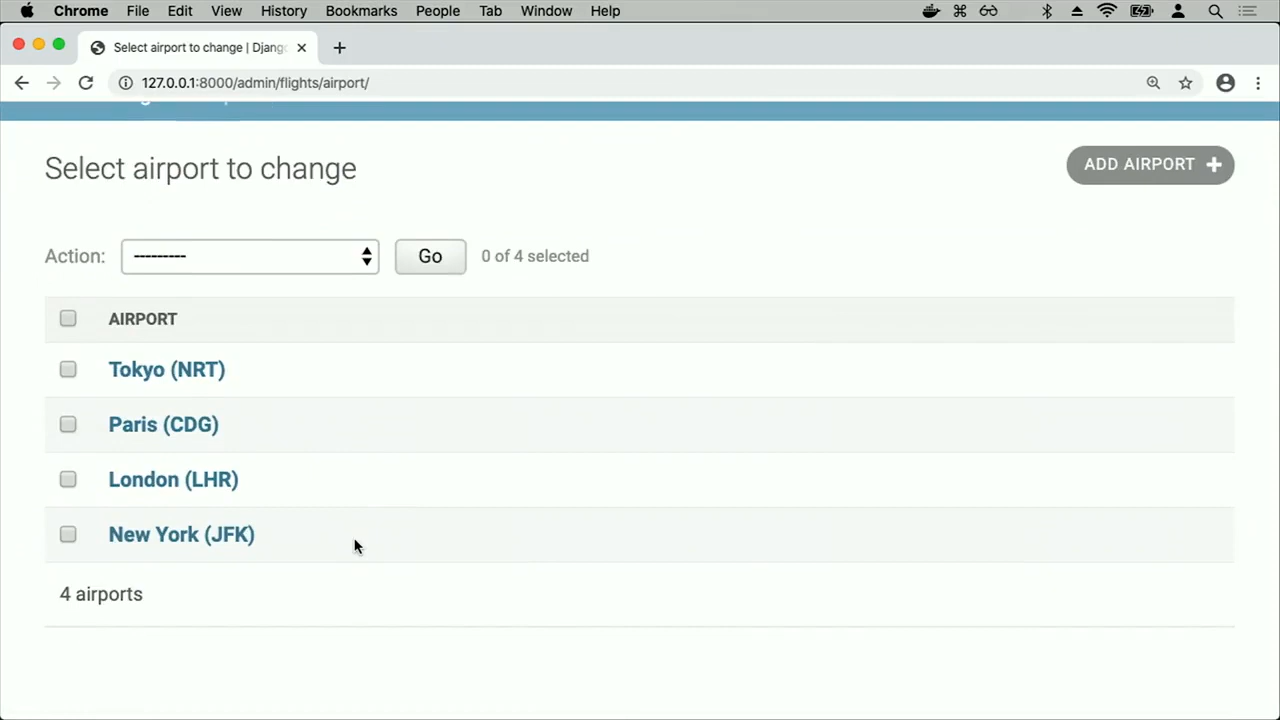 Chrome File Edit View History Bookmarks People Tab Window Help
Select airport to change | Djang
127.0.0.1:8000/admin/flights/airport/
Select airport to change
ADD AIRPORT +
Action: --------- Go 0 of 4 selected
AIRPORT
Tokyo (NRT)
Paris (CDG)
London (LHR)
New York (JFK)
4 airports